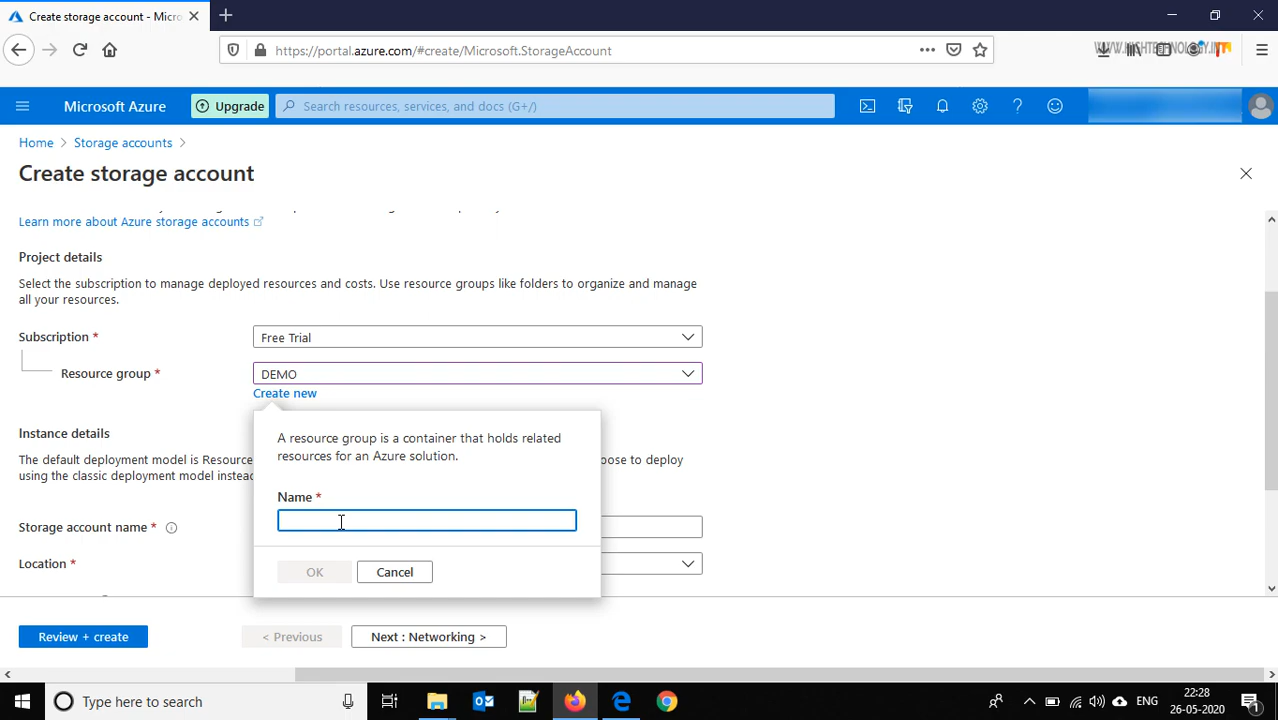 Create storage account - Micro
https://portal.azure.com/#create/Microsoft.StorageAccount
Microsoft Azure
Upgrade
Search resources, services, and docs (G+/)
Home > Storage accounts >
Create storage account
Learn more about Azure storage accounts
Project details
Select the subscription to manage deployed resources and costs. Use resource groups like folders to organize and manage
all your resources.
Subscription *
Free Trial
Resource group *
DEMO
Create new
A resource group is a container that holds related
resources for an Azure solution.
Name *
OK
Cancel
Instance details
The default deployment model is Resource
oose to deploy
using the classic deployment model instead
Storage account name *
Location *
Review + create
< Previous
Next : Networking >
Type here to search
ENG
22:28
26-05-2020
1